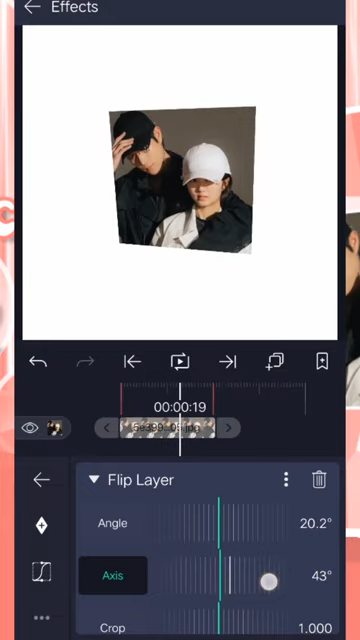 Effects
00:00:19
Flip Layer
Angle
20.2°
Axis
43°
Crop
1.000